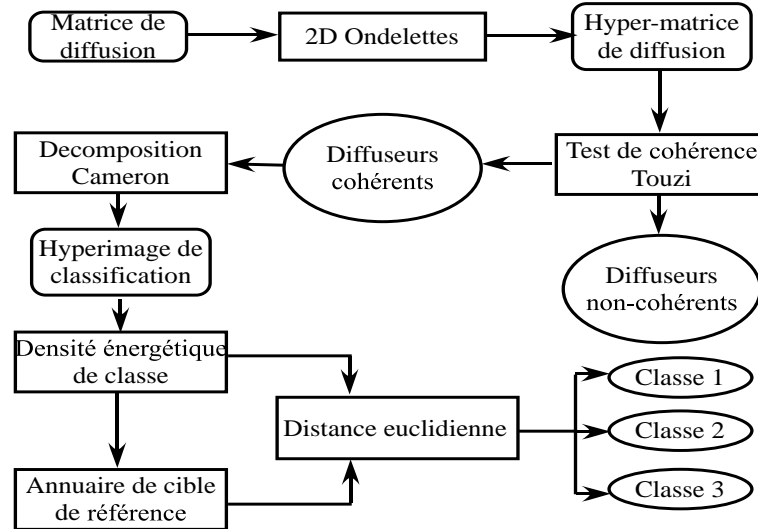 Matrice de
diffusion
2D Ondelettes
Hyper-matrice
de diffusion
Decomposition
Cameron
Diffuseurs
cohérents
Test de cohérence
Touzi
Hyperimage de
classification
Diffuseurs
non-cohérents
Densité énergétique
de classe
Distance euclidienne
Classe 1
Classe 2
Classe 3
Annuaire de cible
de référence